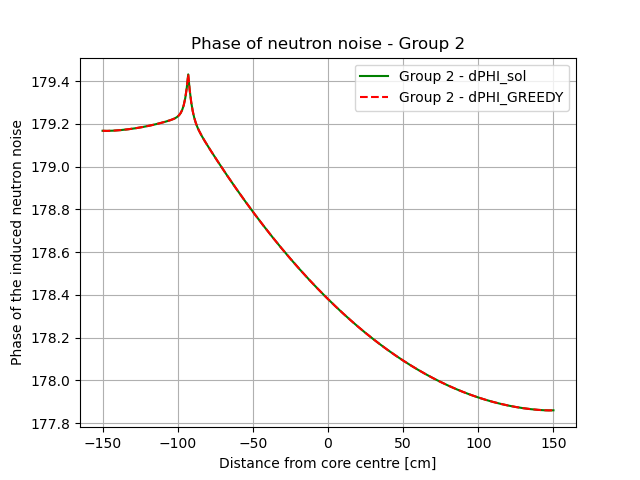 Phase of neutron noise - Group 2
Group 2 - dPHI_sol
Group 2 - dPHI_GREEDY
Phase of the induced neutron noise
179.4
179.2
179.0
178.8
178.6
178.4
178.2
178.0
177.8
−150 −100 −50 0 50 100 150
Distance from core centre [cm]